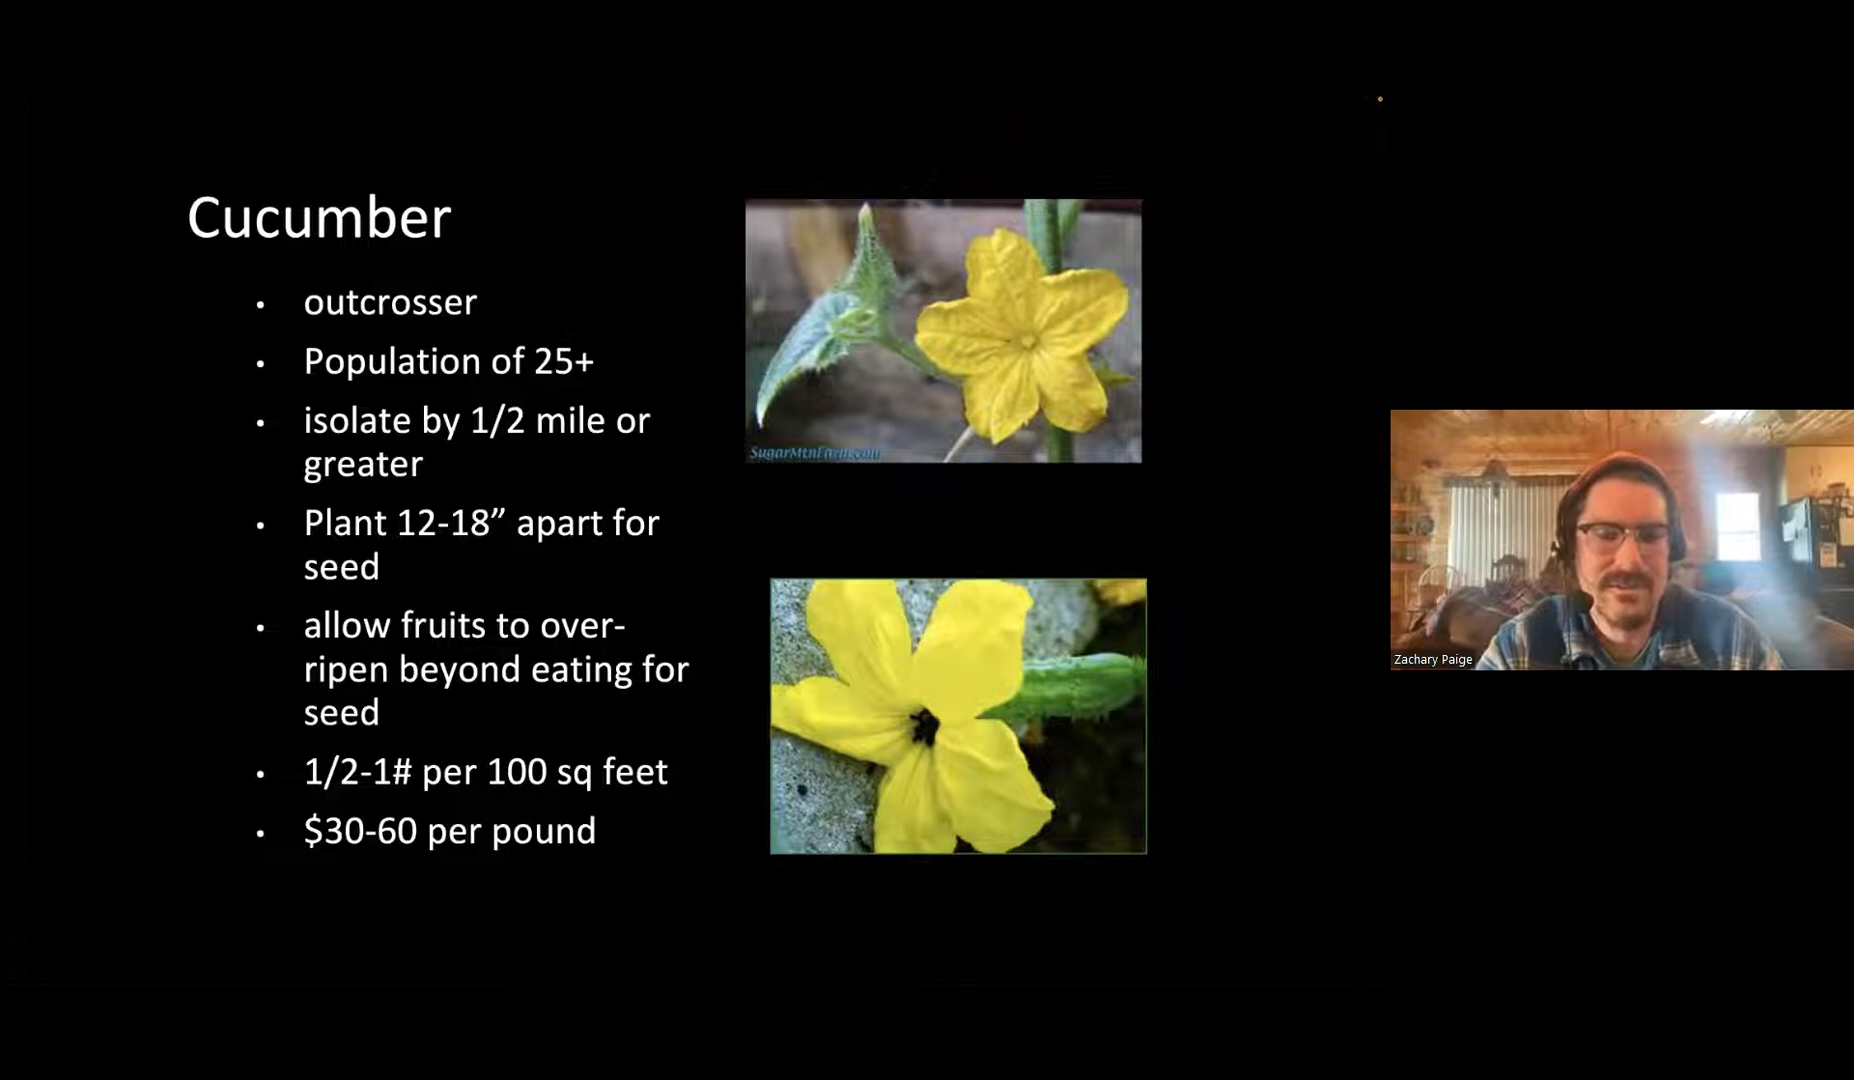 Cucumber
• outcrosser
• Population of 25+
• isolate by 1/2 mile or
greater
• Plant 12-18” apart for
seed
• allow fruits to over-
ripen beyond eating for
seed
• 1/2-1# per 100 sq feet
• $30-60 per pound
SugarMtnFarm.com
Zachary Paige